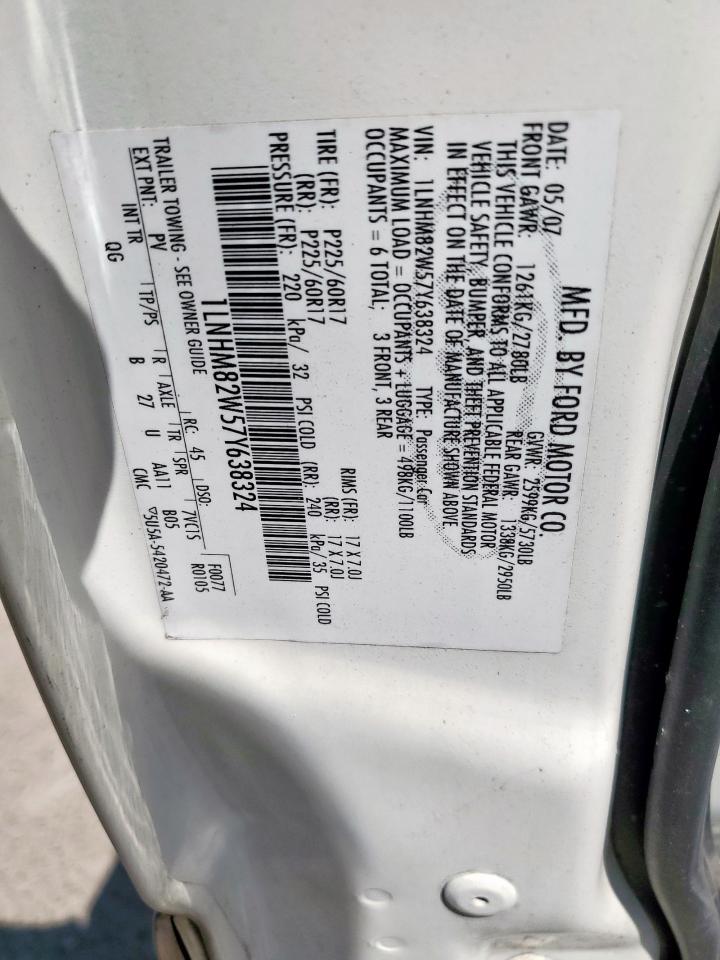 MFD. BY FORD MOTOR CO.
DATE: 05/07 GVWR: 2599KG/5730LB
FRONT GAWR: 1261KG/2780LB REAR GAWR: 1338KG/2950LB
THIS VEHICLE CONFORMS TO ALL APPLICABLE FEDERAL MOTOR
VEHICLE SAFETY, BUMPER, AND THEFT PREVENTION STANDARDS
IN EFFECT ON THE DATE OF MANUFACTURE SHOWN ABOVE.
VIN: 1LNHM82W57Y638324 TYPE: Passenger Car
MAXIMUM LOAD = OCCUPANTS + LUGGAGE = 498KG/1100LB
OCCUPANTS = 6 TOTAL; 3 FRONT, 3 REAR
TIRE (FR): P225/60R17 RIMS (FR): 17 X 7.0J
(RR): P225/60R17 (RR): 17 X 7.0J
PRESSURE (FR): 220 kPa/ 32 PSI COLD (RR): 240 kPa/35 PSI COLD
1LNHM82W57Y638324
TRAILER TOWING - SEE OWNER GUIDE
EXT PNT: PV RC: 45 DSO: F0077
INT TR TP/PS R AXLE TR SPR 7VCTS R0105
QG B 27 U AA11 B05
CMC ▽5U5A-5420472-AA